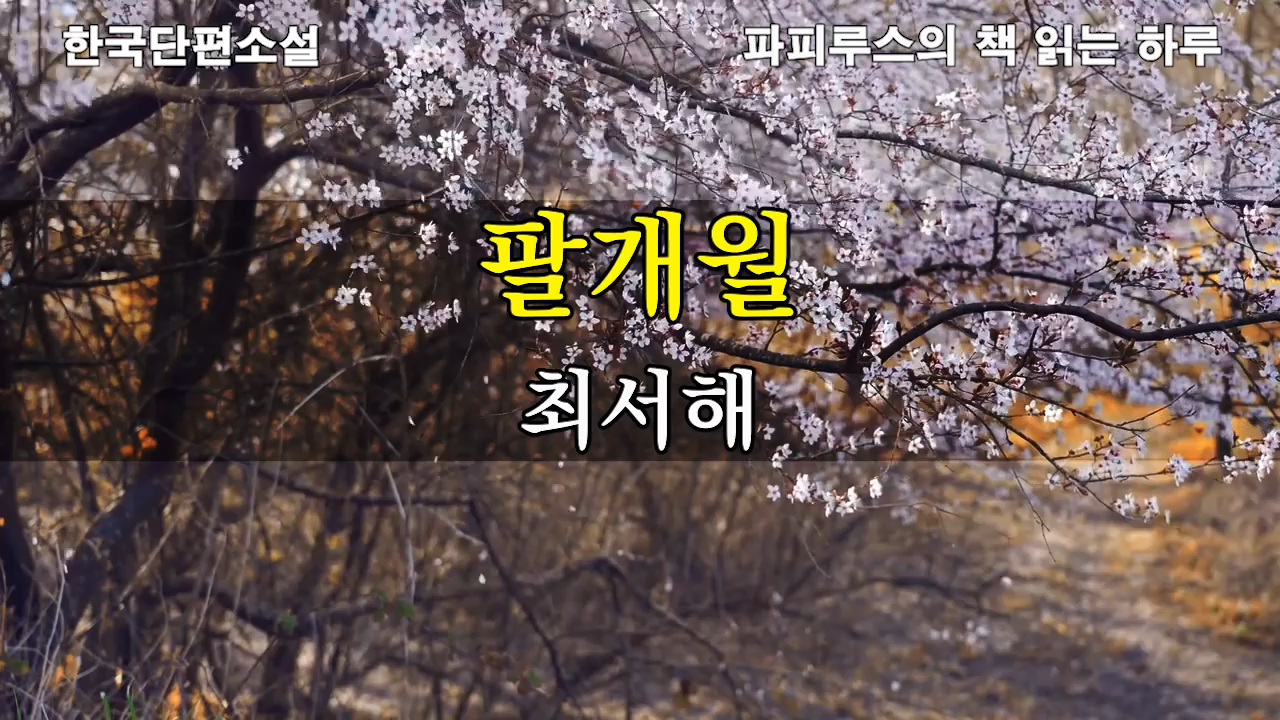 한국단편소설
파피루스의 책 읽는 하루
팔개월
최서해